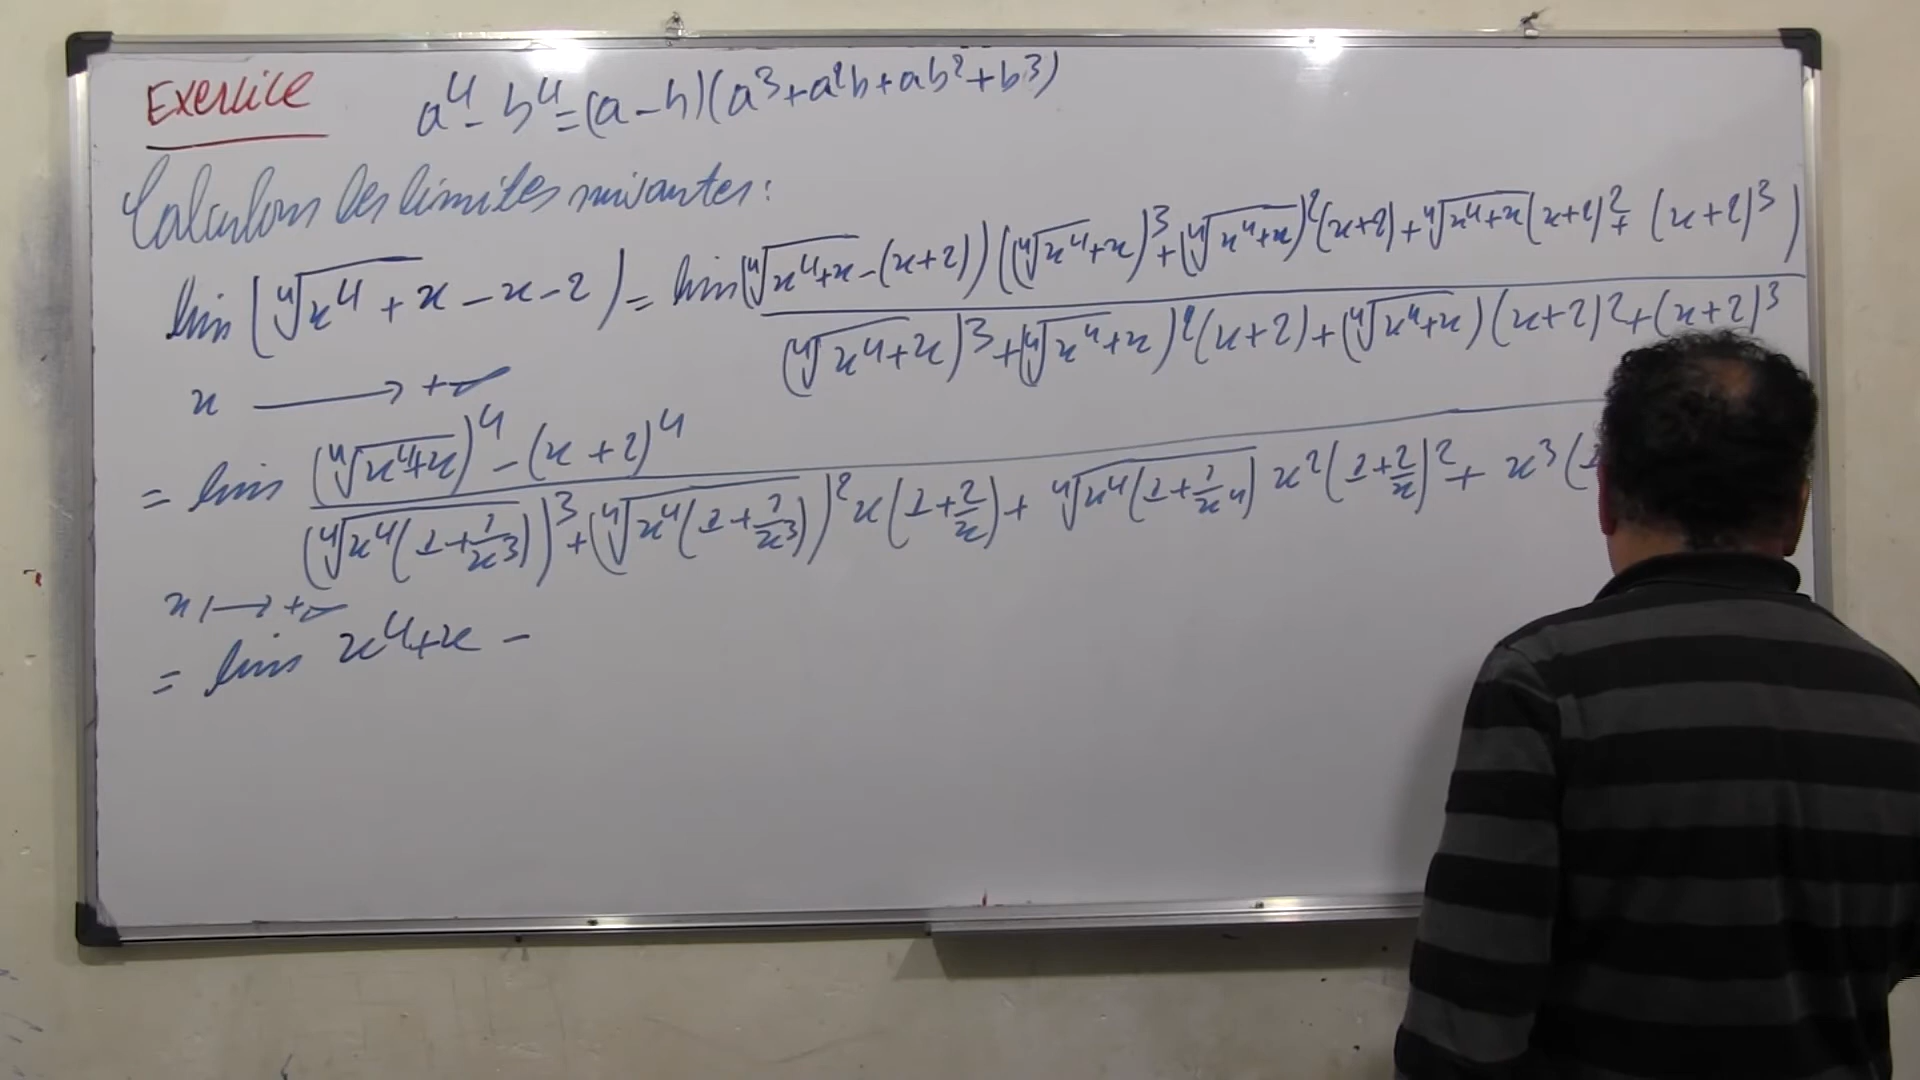 Exercice
a⁴ - b⁴ = (a - b)(a³ + a²b + ab² + b³)
Calculons les limites suivantes :
lim (⁴√(x⁴ + x) - x - 2) = lim (⁴√(x⁴+x) - (x+2))((⁴√(x⁴+x))³ + (⁴√(x⁴+x))²(x+2) + ⁴√(x⁴+x)(x+2)² + (x+2)³)
(⁴√(x⁴+x))³ + (⁴√(x⁴+x))²(x+2) + (⁴√(x⁴+x))(x+2)² + (x+2)³
x ⟶ +∞
= lim (⁴√(x⁴+x))⁴ - (x+2)⁴
(⁴√(x⁴(1+1/x³)))³ + (⁴√(x⁴(1+1/x³)))² x(1+2/x) + ⁴√(x⁴(1+1/x⁴)) x²(1+2/x)² + x³(1
x ⟼ +∞
= lim x⁴+x -